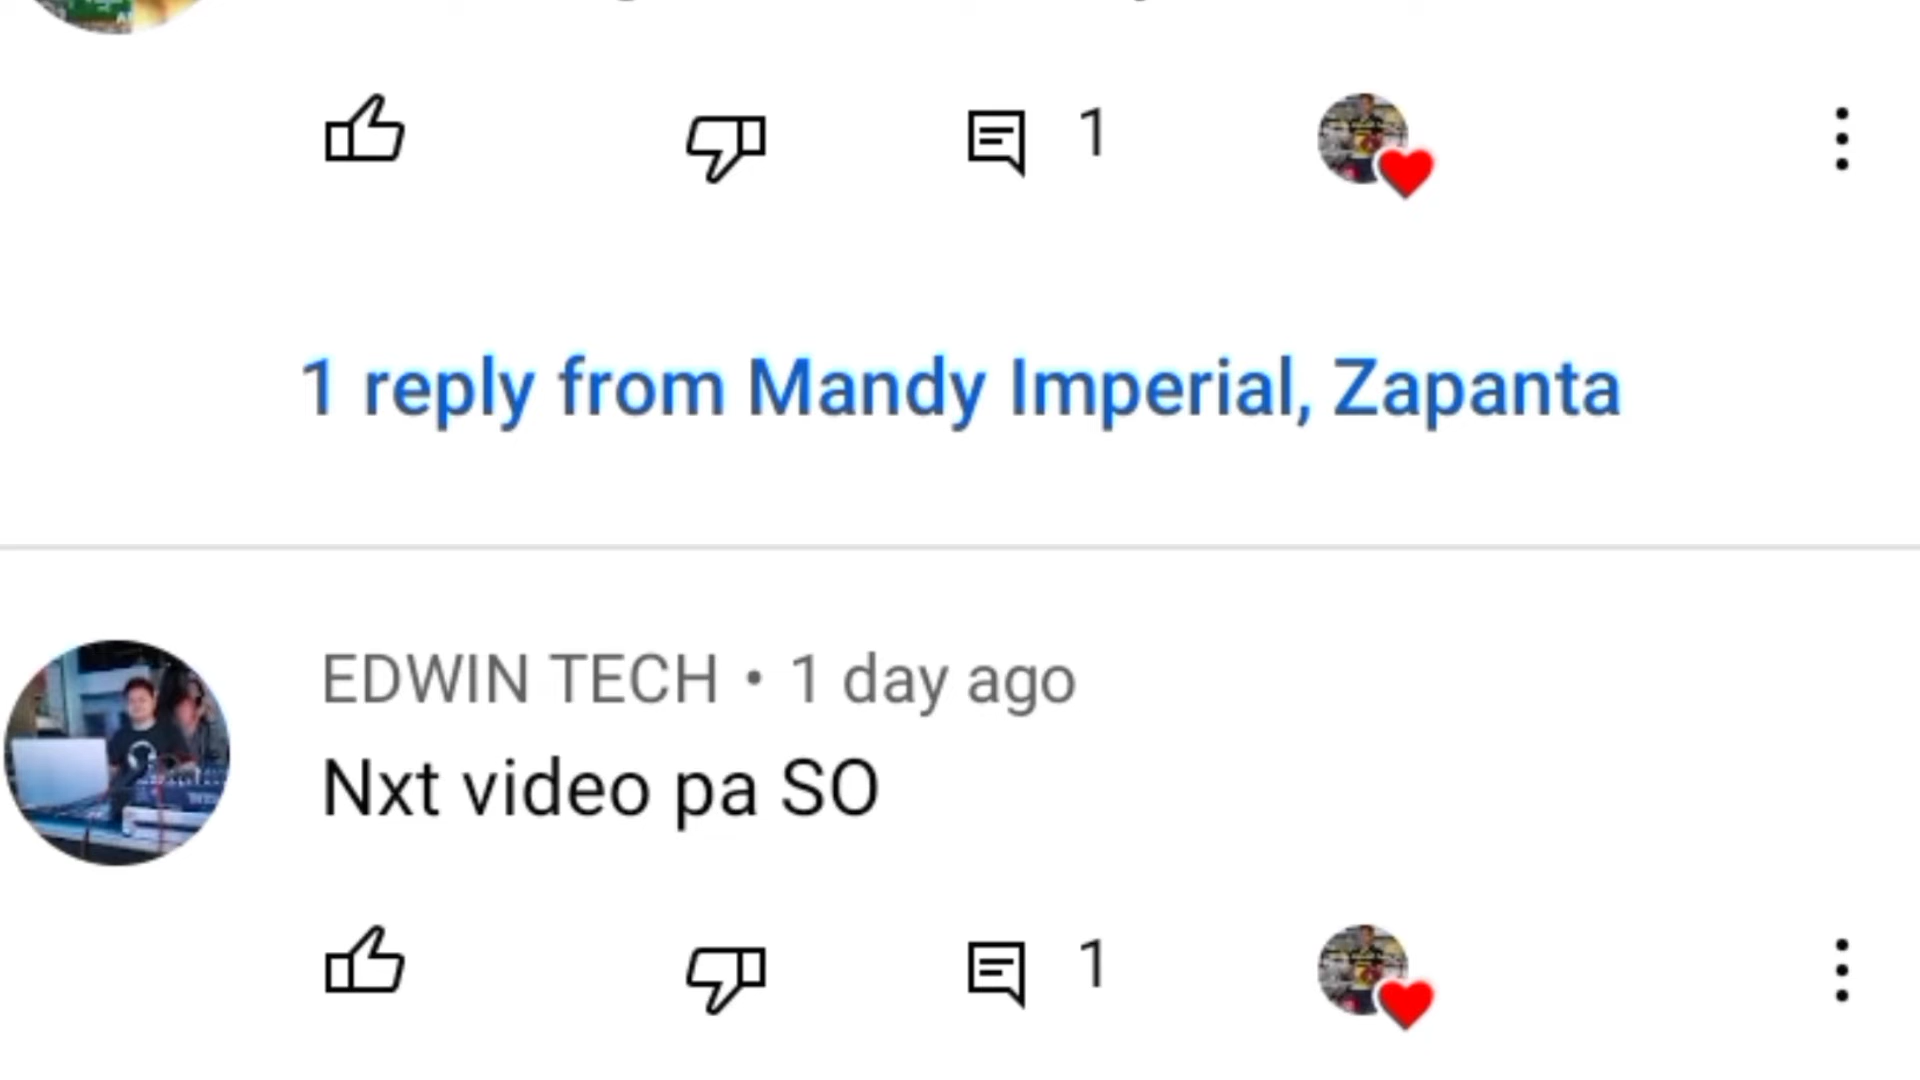 1
1 reply from Mandy Imperial, Zapanta
EDWIN TECH • 1 day ago
Nxt video pa SO
1